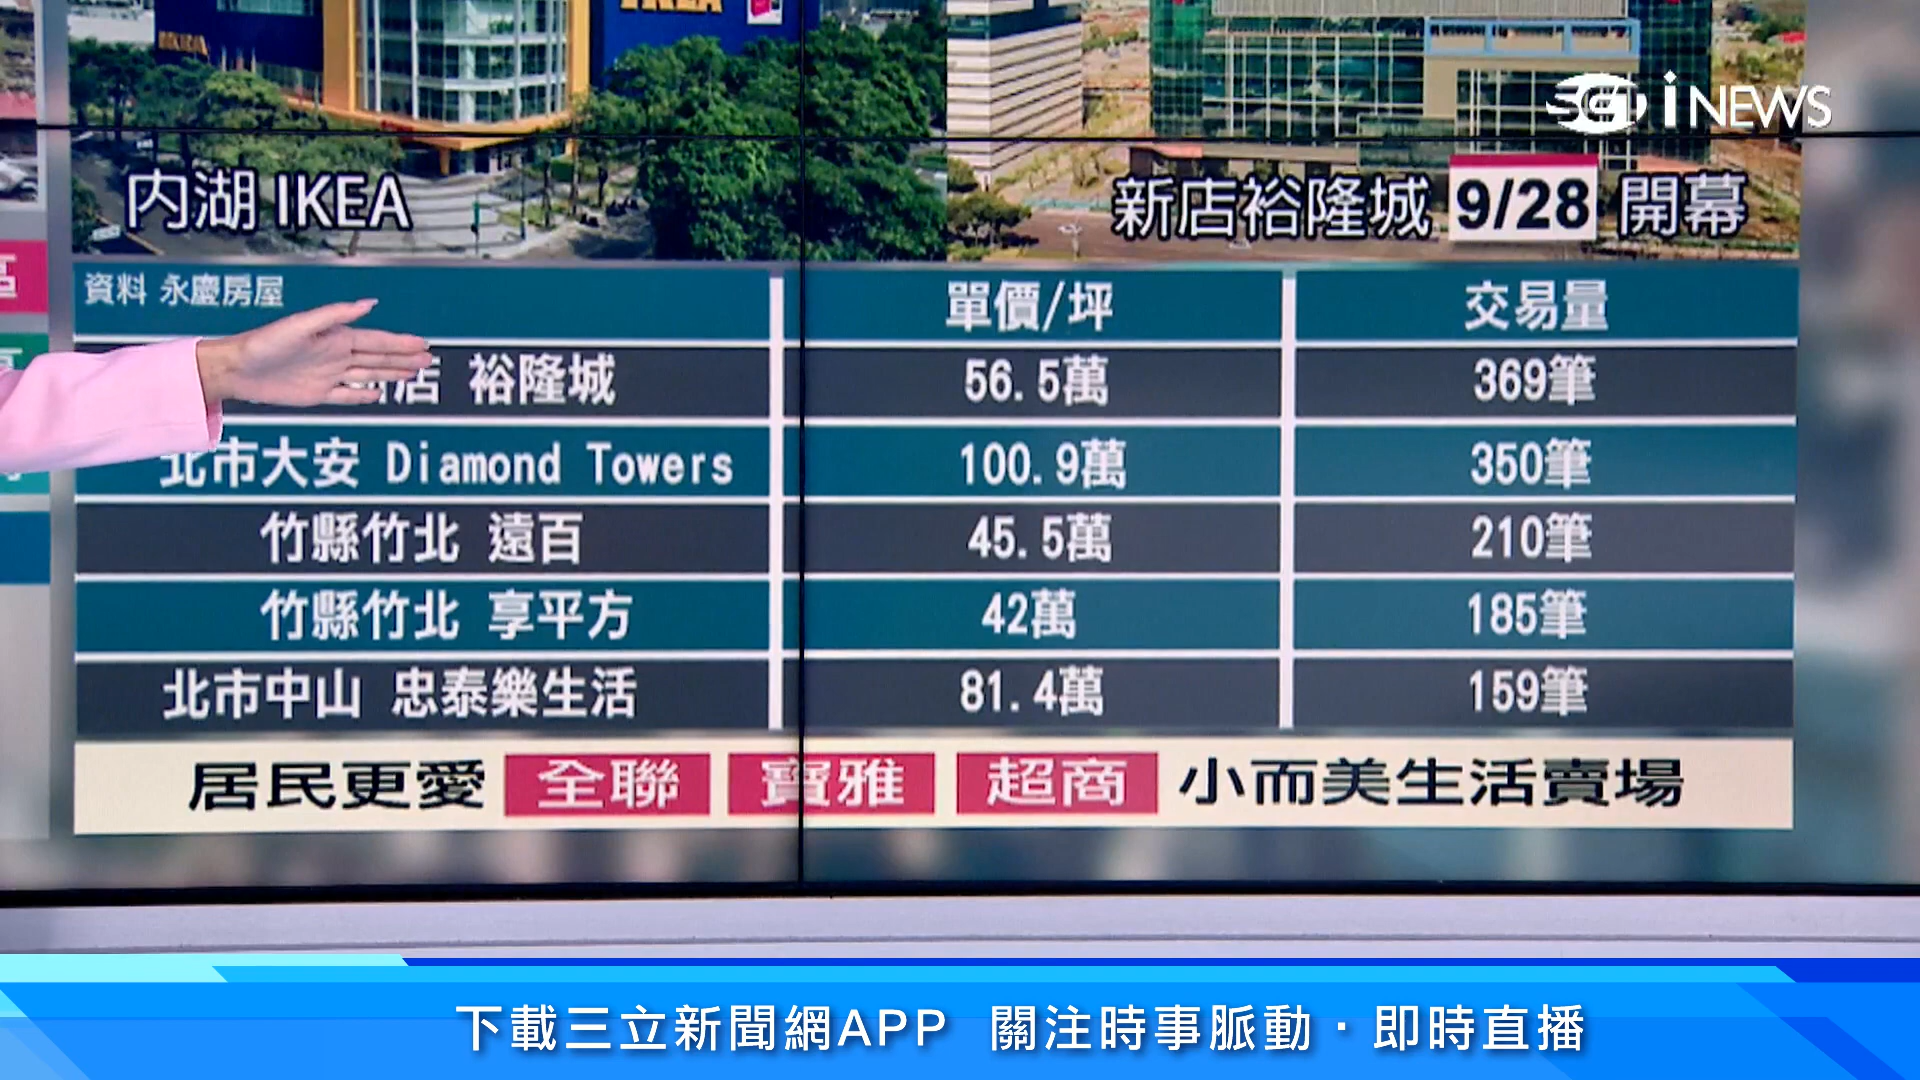 IKEA
IKEA
SET iNEWS
內湖 IKEA
新店裕隆城 9/28 開幕
資料 永慶房屋 單價/坪 交易量
店 裕隆城 56.5萬 369筆
北市大安 Diamond Towers 100.9萬 350筆
竹縣竹北 遠百 45.5萬 210筆
竹縣竹北 享平方 42萬 185筆
北市中山 忠泰樂生活 81.4萬 159筆
居民更愛 全聯 寶雅 超商 小而美生活賣場
區
下載三立新聞網APP 關注時事脈動·即時直播